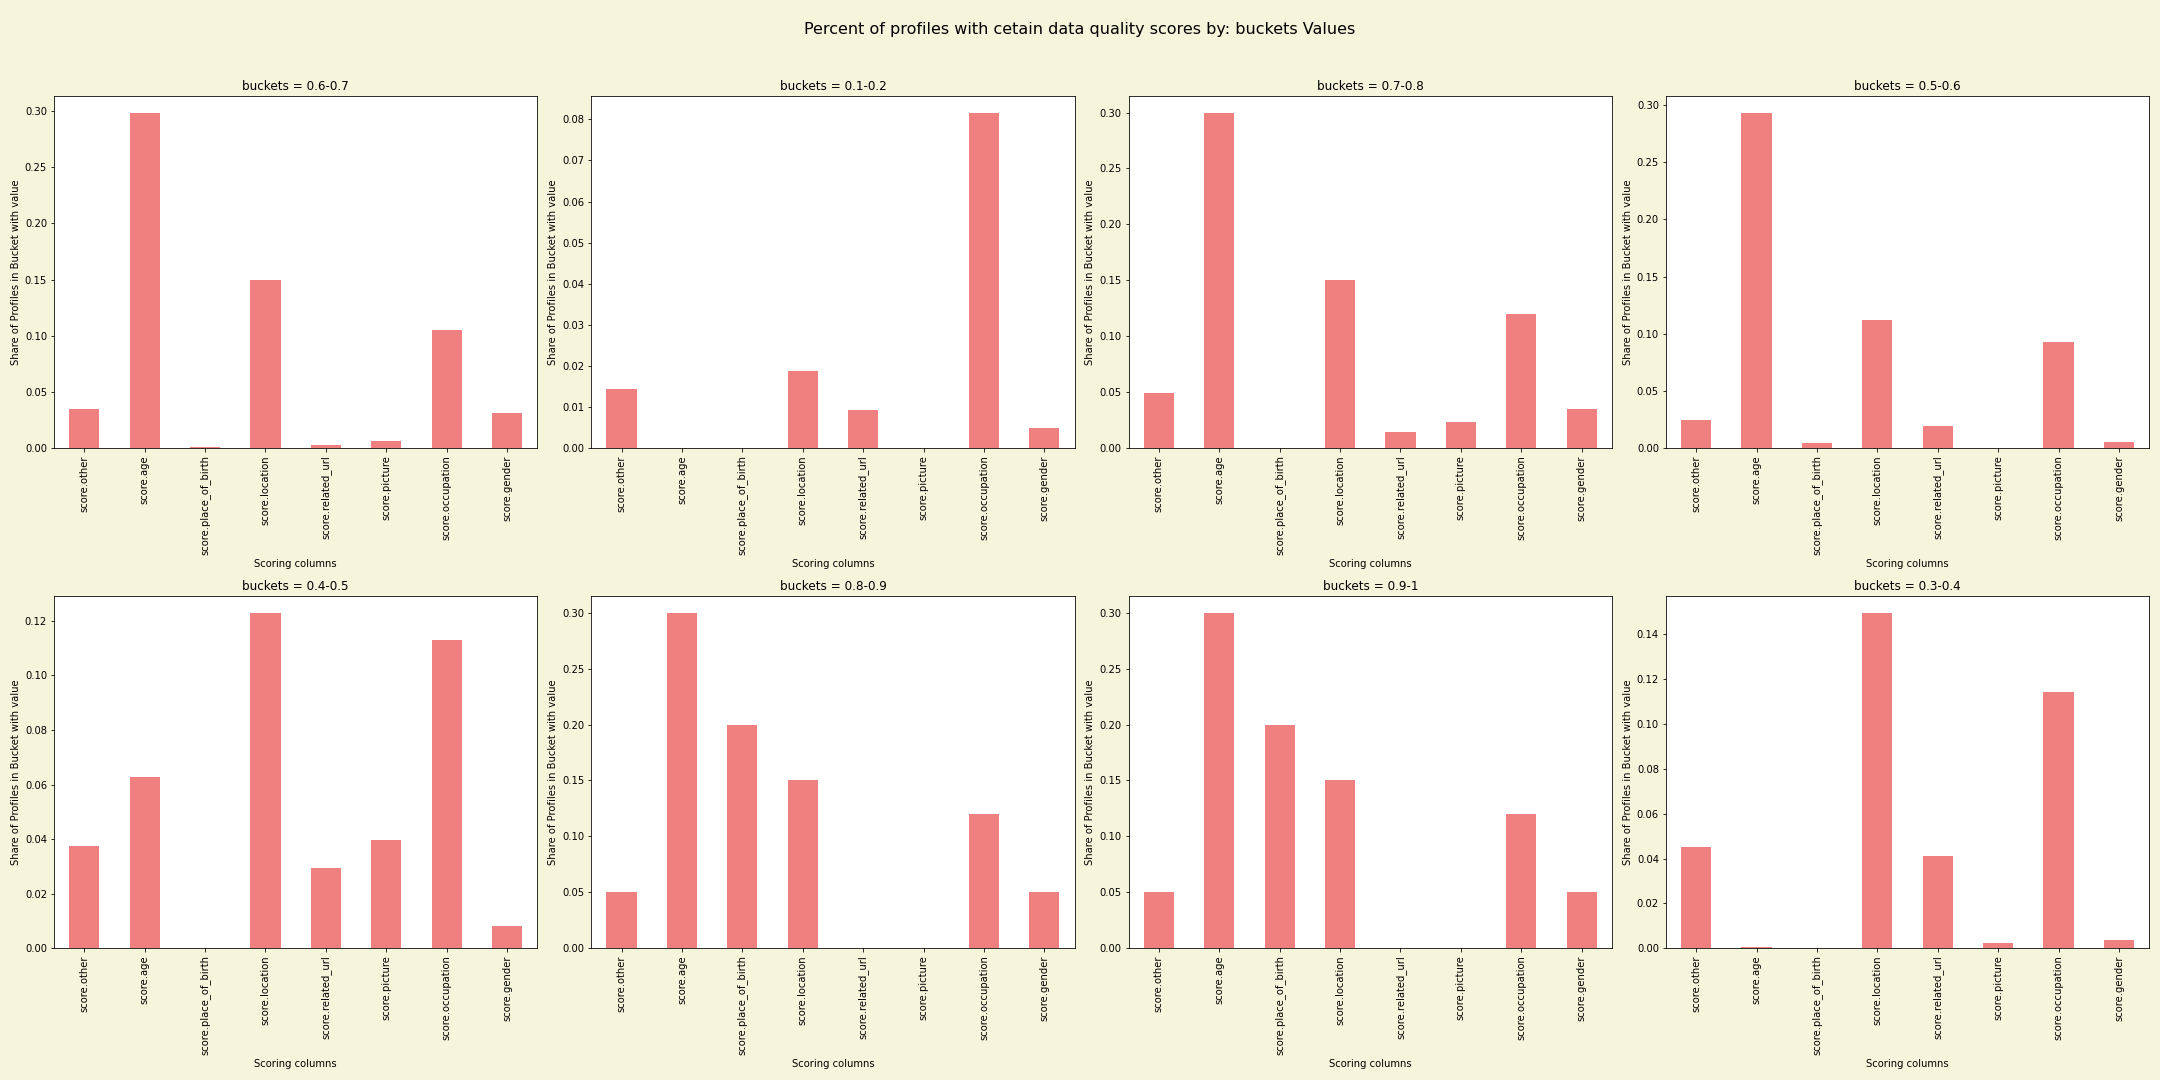 Percent of profiles with cetain data quality scores by: buckets Values
buckets = 0.6-0.7
0.30
0.25
0.20
0.15
0.10
0.05
0.00
Share of Profiles in Bucket with value
score.other
score.age
score.place_of_birth
score.location
score.related_url
score.picture
score.occupation
score.gender
Scoring columns
buckets = 0.1-0.2
0.08
0.07
0.06
0.05
0.04
0.03
0.02
0.01
0.00
Share of Profiles in Bucket with value
score.other
score.age
score.place_of_birth
score.location
score.related_url
score.picture
score.occupation
score.gender
Scoring columns
buckets = 0.7-0.8
0.30
0.25
0.20
0.15
0.10
0.05
0.00
Share of Profiles in Bucket with value
score.other
score.age
score.place_of_birth
score.location
score.related_url
score.picture
score.occupation
score.gender
Scoring columns
buckets = 0.5-0.6
0.30
0.25
0.20
0.15
0.10
0.05
0.00
Share of Profiles in Bucket with value
score.other
score.age
score.place_of_birth
score.location
score.related_url
score.picture
score.occupation
score.gender
Scoring columns
buckets = 0.4-0.5
0.12
0.10
0.08
0.06
0.04
0.02
0.00
Share of Profiles in Bucket with value
score.other
score.age
score.place_of_birth
score.location
score.related_url
score.picture
score.occupation
score.gender
Scoring columns
buckets = 0.8-0.9
0.30
0.25
0.20
0.15
0.10
0.05
0.00
Share of Profiles in Bucket with value
score.other
score.age
score.place_of_birth
score.location
score.related_url
score.picture
score.occupation
score.gender
Scoring columns
buckets = 0.9-1
0.30
0.25
0.20
0.15
0.10
0.05
0.00
Share of Profiles in Bucket with value
score.other
score.age
score.place_of_birth
score.location
score.related_url
score.picture
score.occupation
score.gender
Scoring columns
buckets = 0.3-0.4
0.14
0.12
0.10
0.08
0.06
0.04
0.02
0.00
Share of Profiles in Bucket with value
score.other
score.age
score.place_of_birth
score.location
score.related_url
score.picture
score.occupation
score.gender
Scoring columns